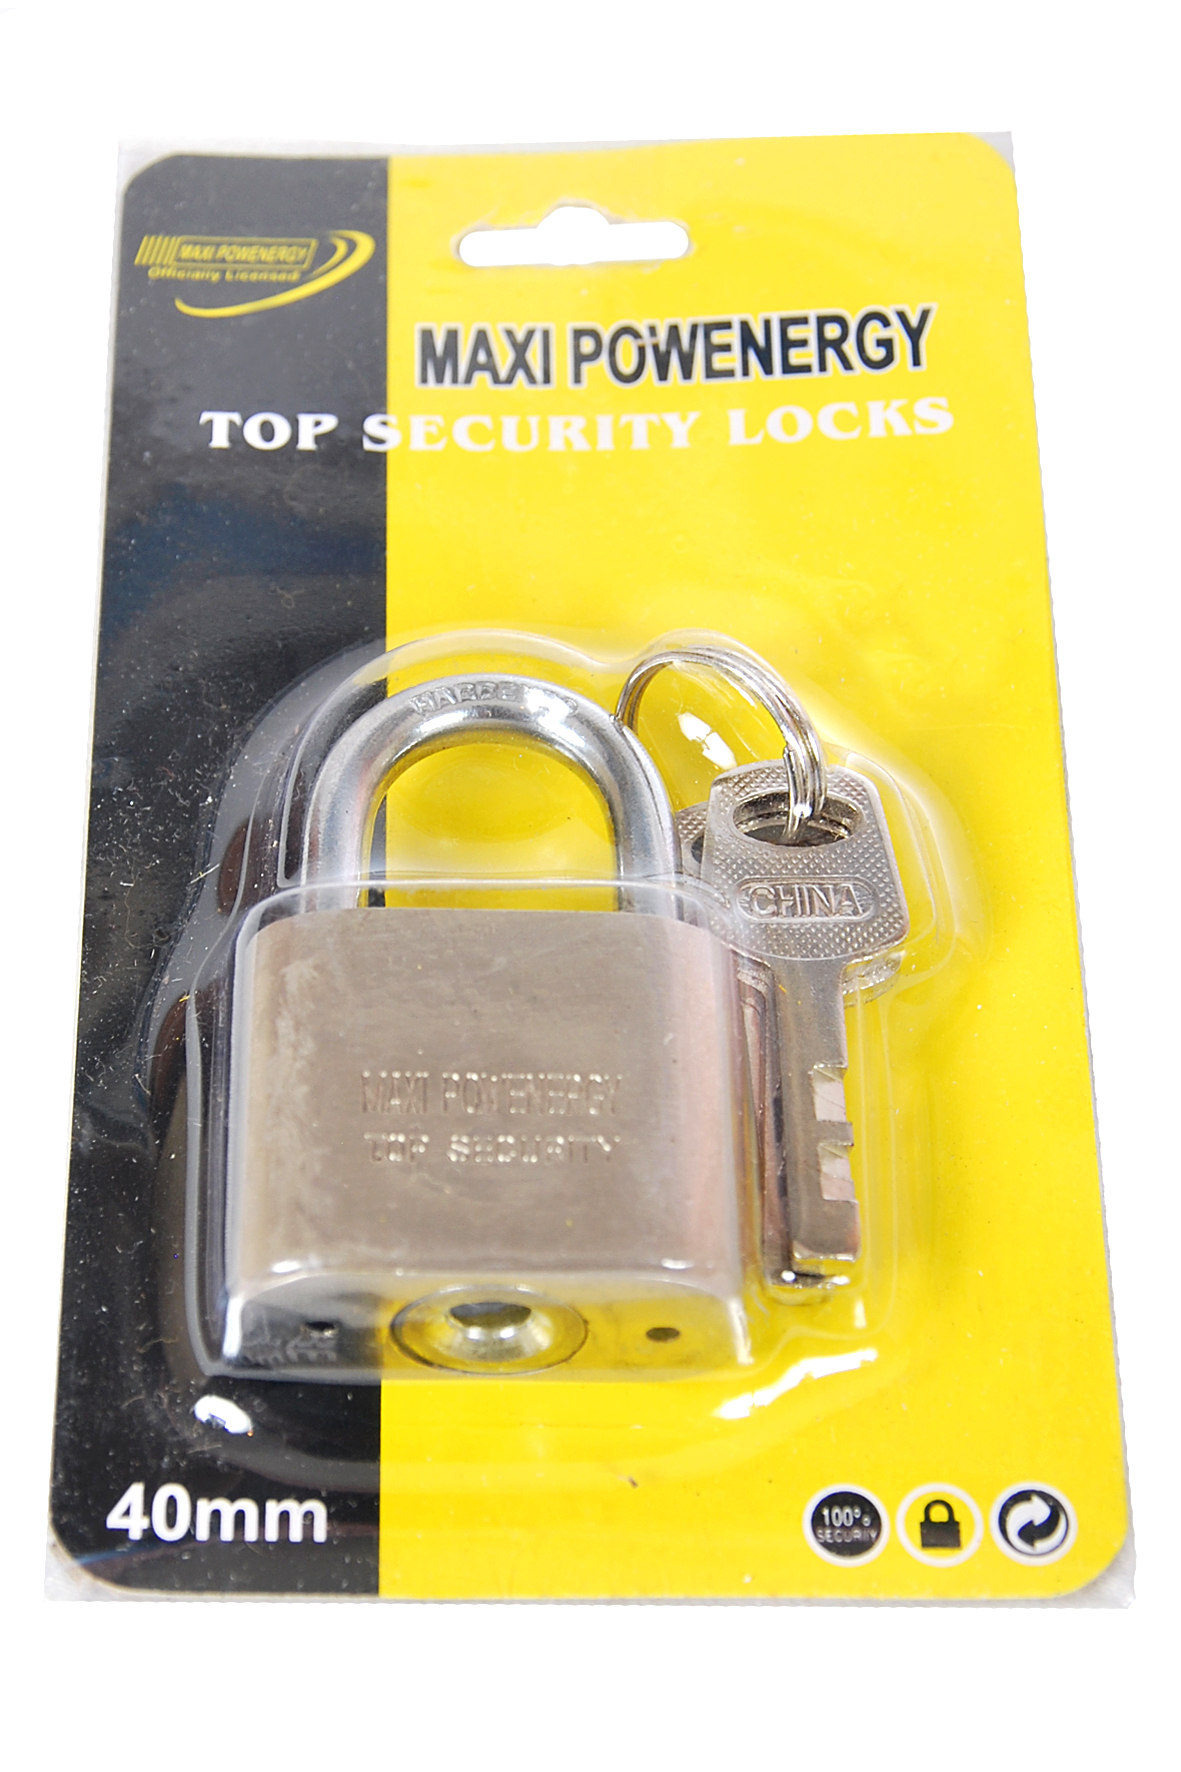 MAXI POWENERGY
Officially Licensed
MAXI POWENERGY
TOP SECURITY LOCKS
CHINA
MAXI POWENERGY
TOP SECURITY
40mm
100%
SECURITY